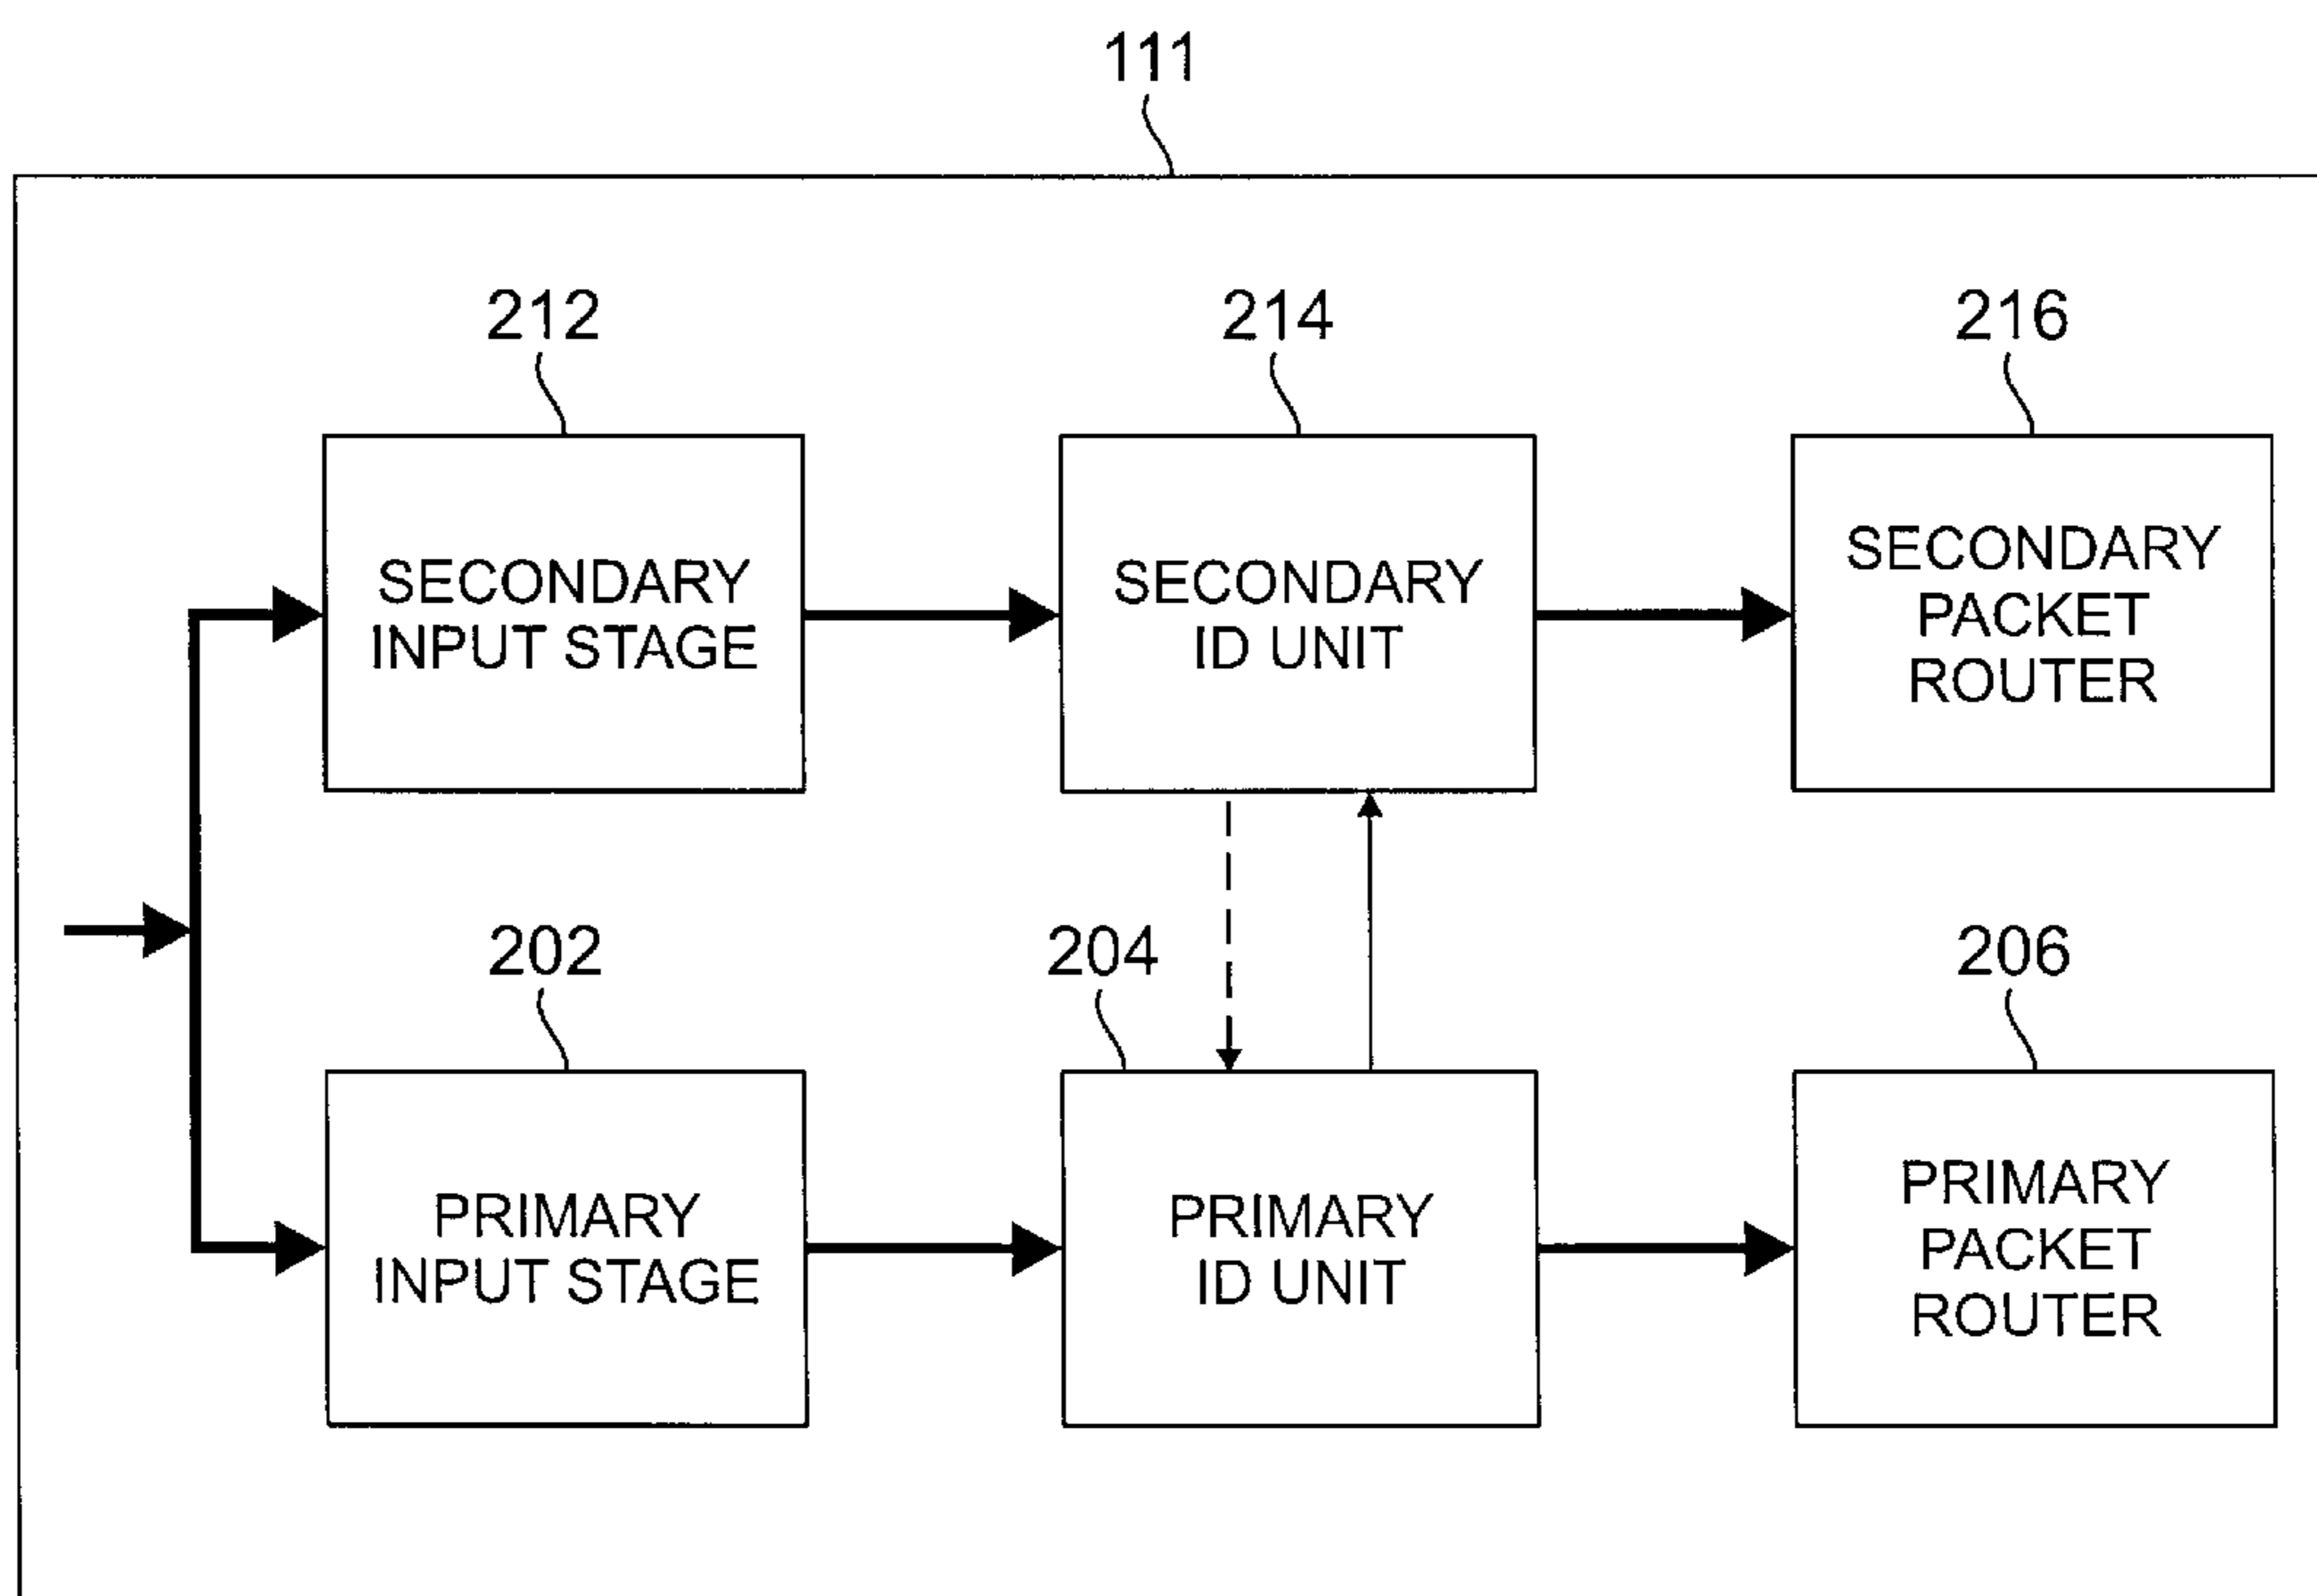 111
212
214
216
SECONDARY
INPUT STAGE
SECONDARY
ID UNIT
SECONDARY
PACKET
ROUTER
202
204
206
PRIMARY
INPUT STAGE
PRIMARY
ID UNIT
PRIMARY
PACKET
ROUTER